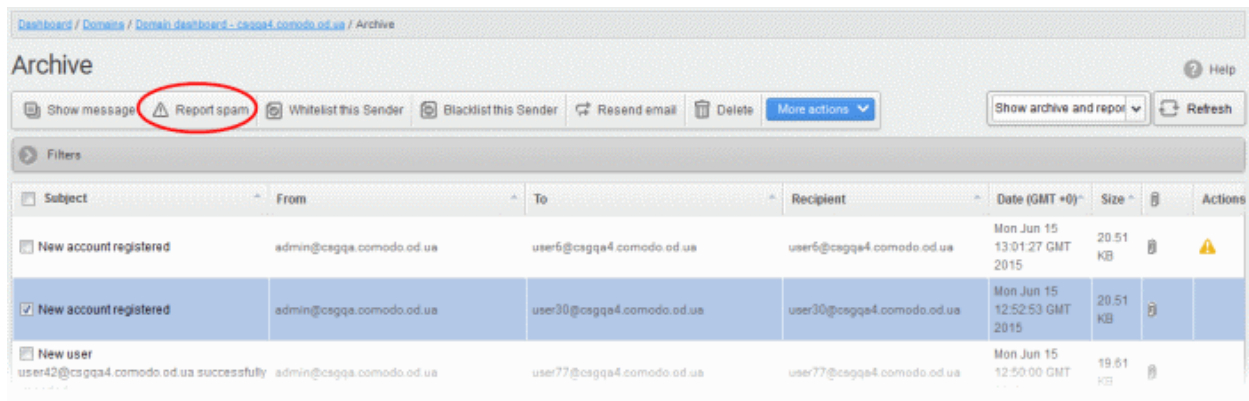 Dashboard / Domains / Domain dashboard - csgqa4.comodo.od.ua / Archive
Archive
Help
Show message Report spam Whitelist this Sender Blacklist this Sender Resend email Delete More actions Show archive and repor Refresh
Filters
Subject From To Recipient Date (GMT +0) Size Actions
New account registered admin@csgqa.comodo.od.ua user6@csgqa4.comodo.od.ua user6@csgqa4.comodo.od.ua Mon Jun 15 13:01:27 GMT 2015 20.51 KB
New account registered admin@csgqa.comodo.od.ua user30@csgqa4.comodo.od.ua user30@csgqa4.comodo.od.ua Mon Jun 15 12:52:53 GMT 2015 20.51 KB
New user
user42@csgqa4.comodo.od.ua successfully admin@csgqa.comodo.od.ua user77@csgqa4.comodo.od.ua user77@csgqa4.comodo.od.ua Mon Jun 15 12:50:00 GMT 19.61 KB